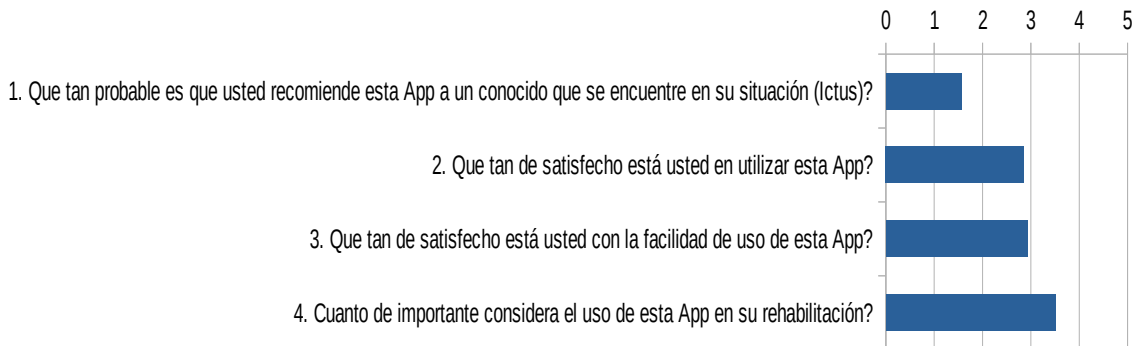 0 1 2 3 4 5
1. Que tan probable es que usted recomiende esta App a un conocido que se encuentre en su situación (Ictus)?
2. Que tan de satisfecho está usted en utilizar esta App?
3. Que tan de satisfecho está usted con la facilidad de uso de esta App?
4. Cuanto de importante considera el uso de esta App en su rehabilitación?